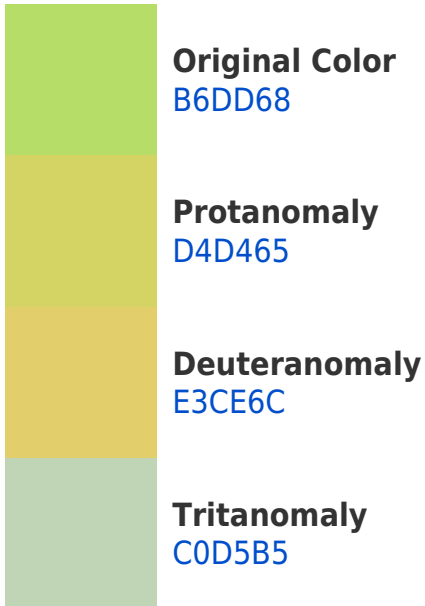 Original Color
B6DD68
Protanomaly
D4D465
Deuteranomaly
E3CE6C
Tritanomaly
C0D5B5